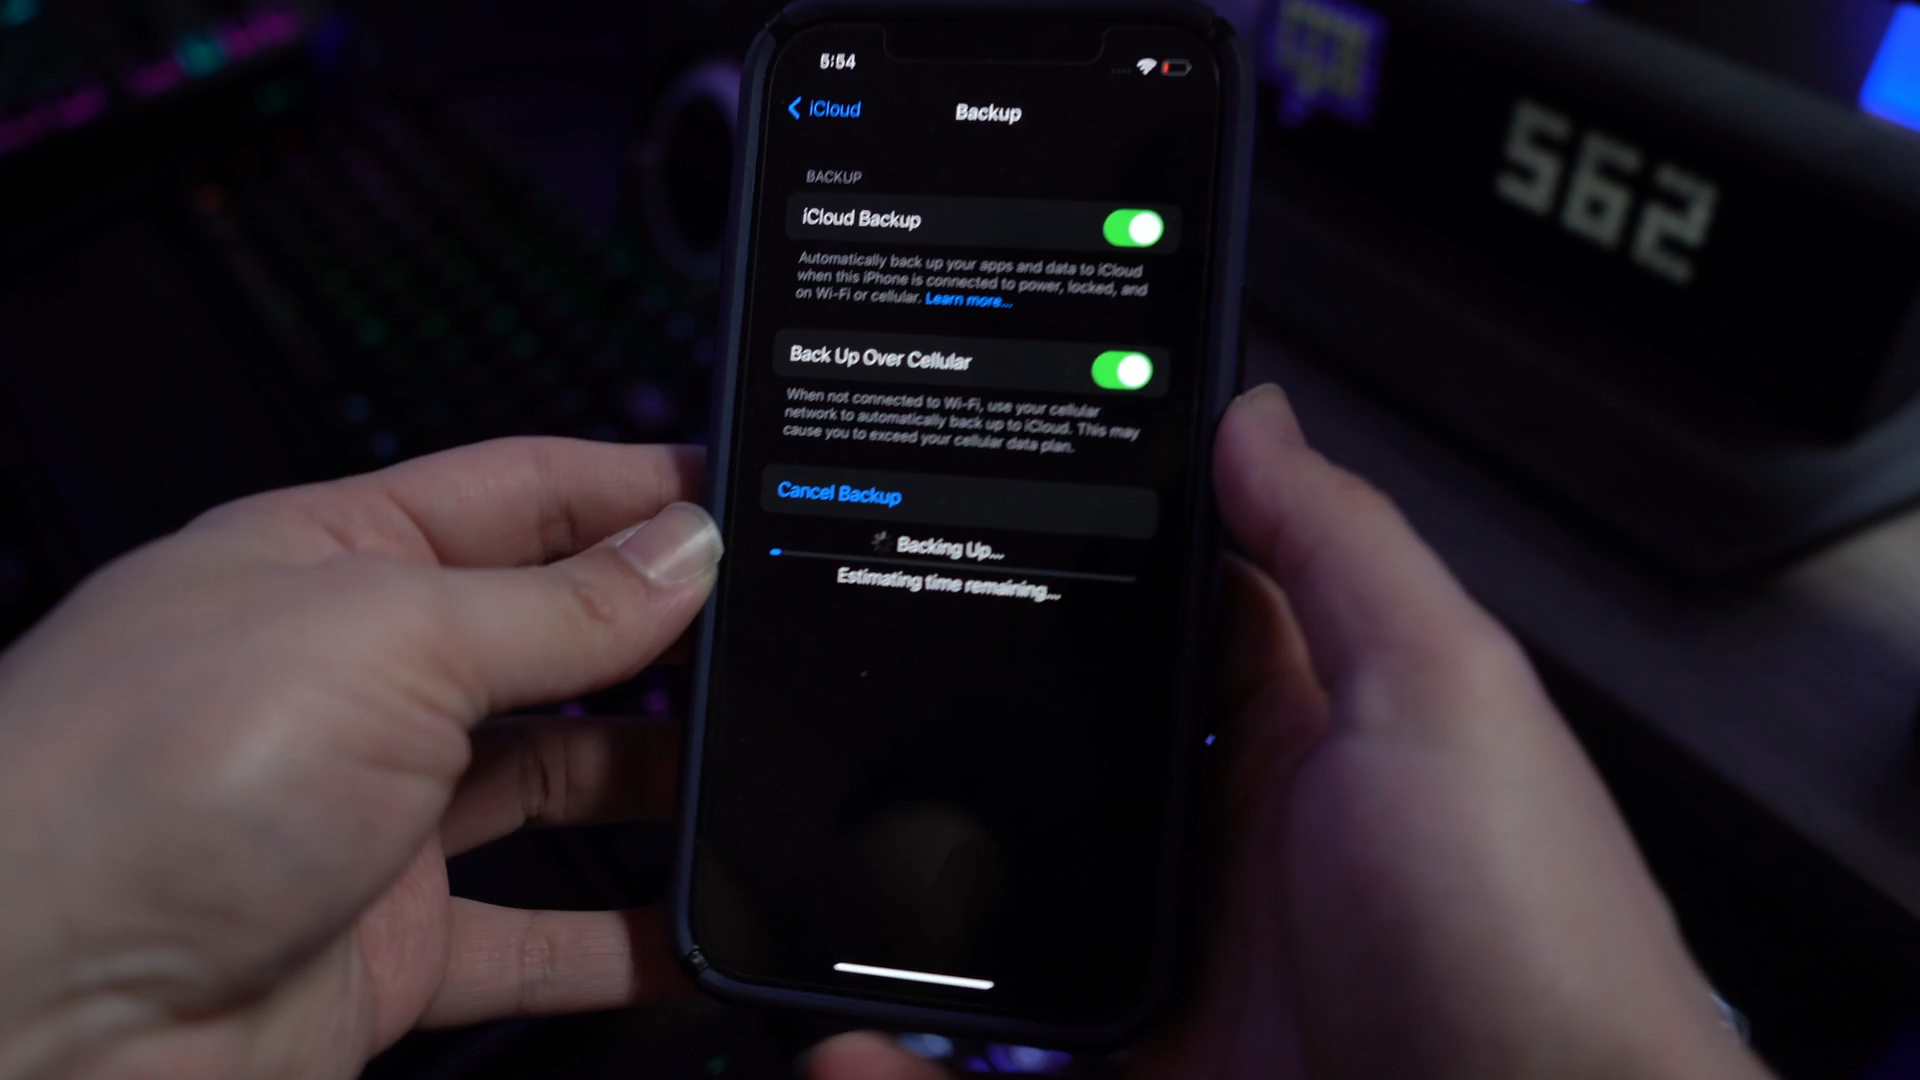 5:54
iCloud
Backup
BACKUP
iCloud Backup
Automatically back up your apps and data to iCloud
when this iPhone is connected to power, locked, and
on Wi-Fi or cellular. Learn more...
Back Up Over Cellular
When not connected to Wi-Fi, use your cellular
network to automatically back up to iCloud. This may
cause you to exceed your cellular data plan.
Cancel Backup
Backing Up...
Estimating time remaining...
562